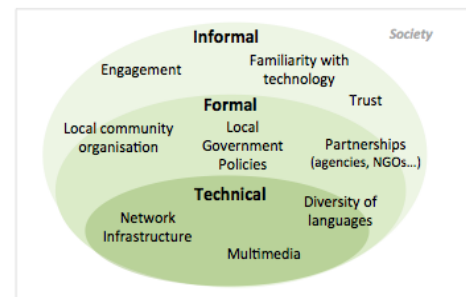 Informal
Society
Engagement
Familiarity with
technology
Trust
Formal
Local community
organisation
Local
Government
Policies
Partnerships
(agencies, NGOs...)
Technical
Diversity of
languages
Network
Infrastructure
Multimedia